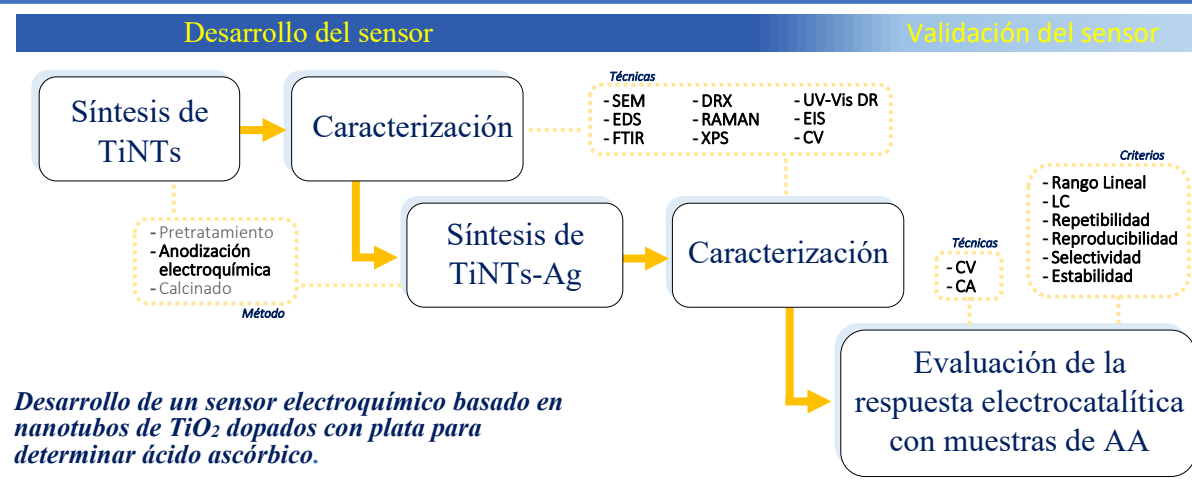 Desarrollo del sensor
Validación del sensor
Síntesis de
TiNTs
Caracterización
Técnicas
- SEM
- EDS
- FTIR
- DRX
- RAMAN
- XPS
- UV-Vis DR
- EIS
- CV
- Pretratamiento
- Anodización
electroquímica
- Calcinado
Método
Síntesis de
TiNTs-Ag
Caracterización
Técnicas
- CV
- CA
Criterios
- Rango Lineal
- LC
- Repetibilidad
- Reproducibilidad
- Selectividad
- Estabilidad
Evaluación de la
respuesta electrocatalítica
con muestras de AA
Desarrollo de un sensor electroquímico basado en
nanotubos de TiO₂ dopados con plata para
determinar ácido ascórbico.